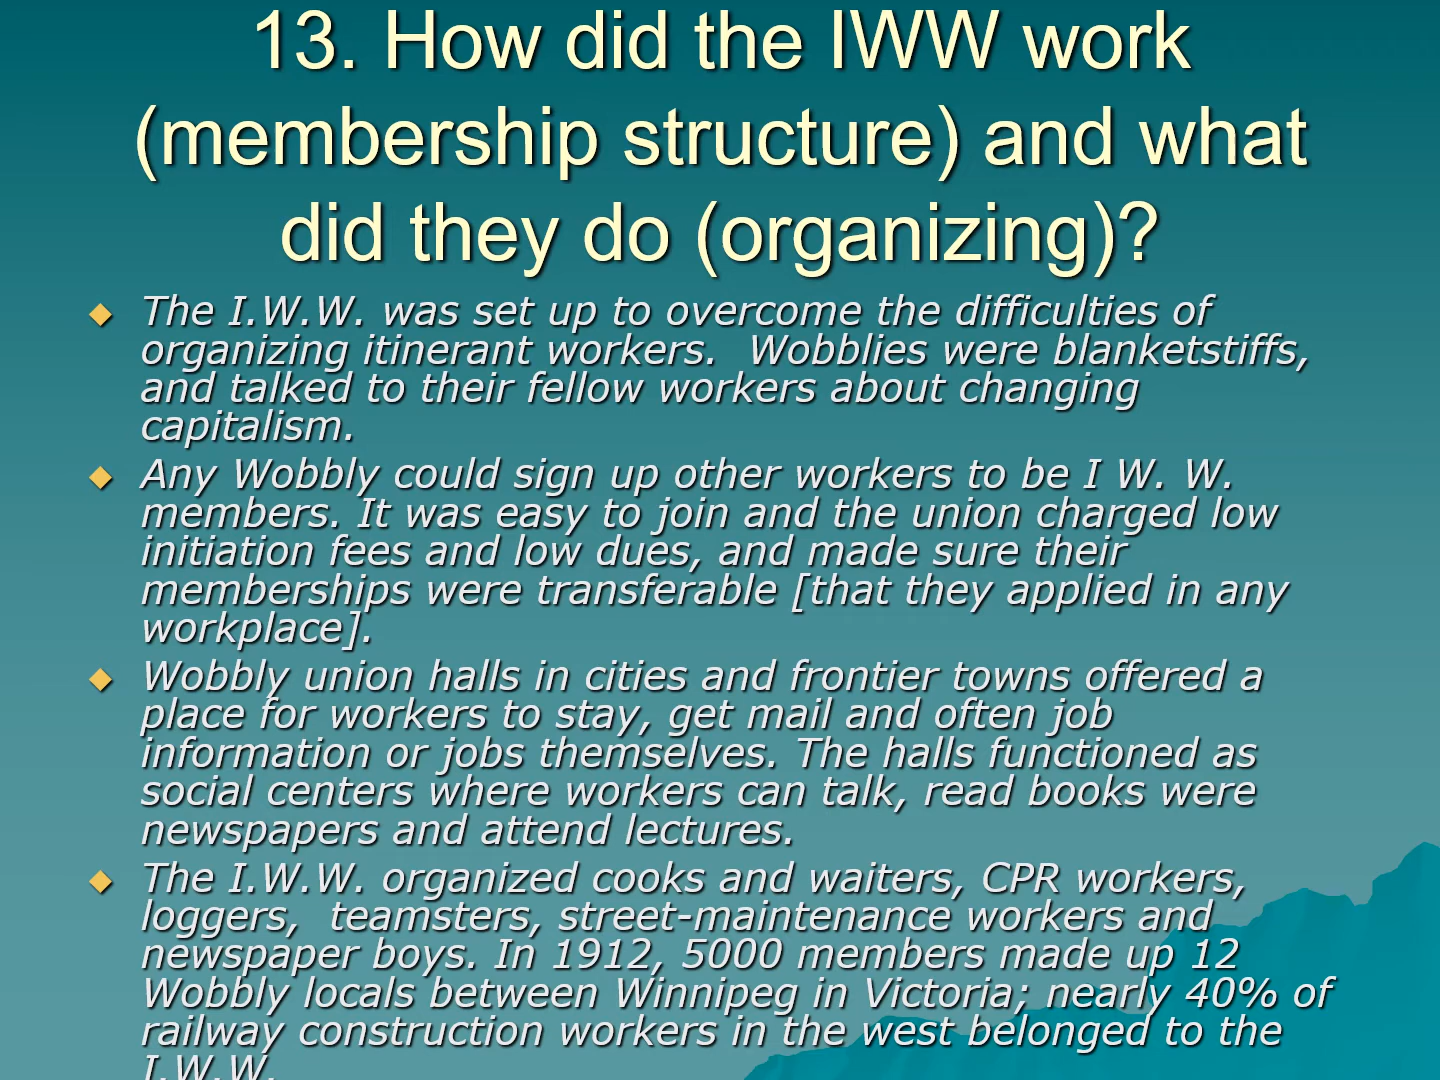 13. How did the IWW work
(membership structure) and what
did they do (organizing)?
The I.W.W. was set up to overcome the difficulties of
organizing itinerant workers.  Wobblies were blanketstiffs,
and talked to their fellow workers about changing
capitalism.
Any Wobbly could sign up other workers to be I W. W.
members. It was easy to join and the union charged low
initiation fees and low dues, and made sure their
memberships were transferable [that they applied in any
workplace].
Wobbly union halls in cities and frontier towns offered a
place for workers to stay, get mail and often job
information or jobs themselves. The halls functioned as
social centers where workers can talk, read books were
newspapers and attend lectures.
The I.W.W. organized cooks and waiters, CPR workers,
loggers,  teamsters, street-maintenance workers and
newspaper boys. In 1912, 5000 members made up 12
Wobbly locals between Winnipeg in Victoria; nearly 40% of
railway construction workers in the west belonged to the
I.W.W.